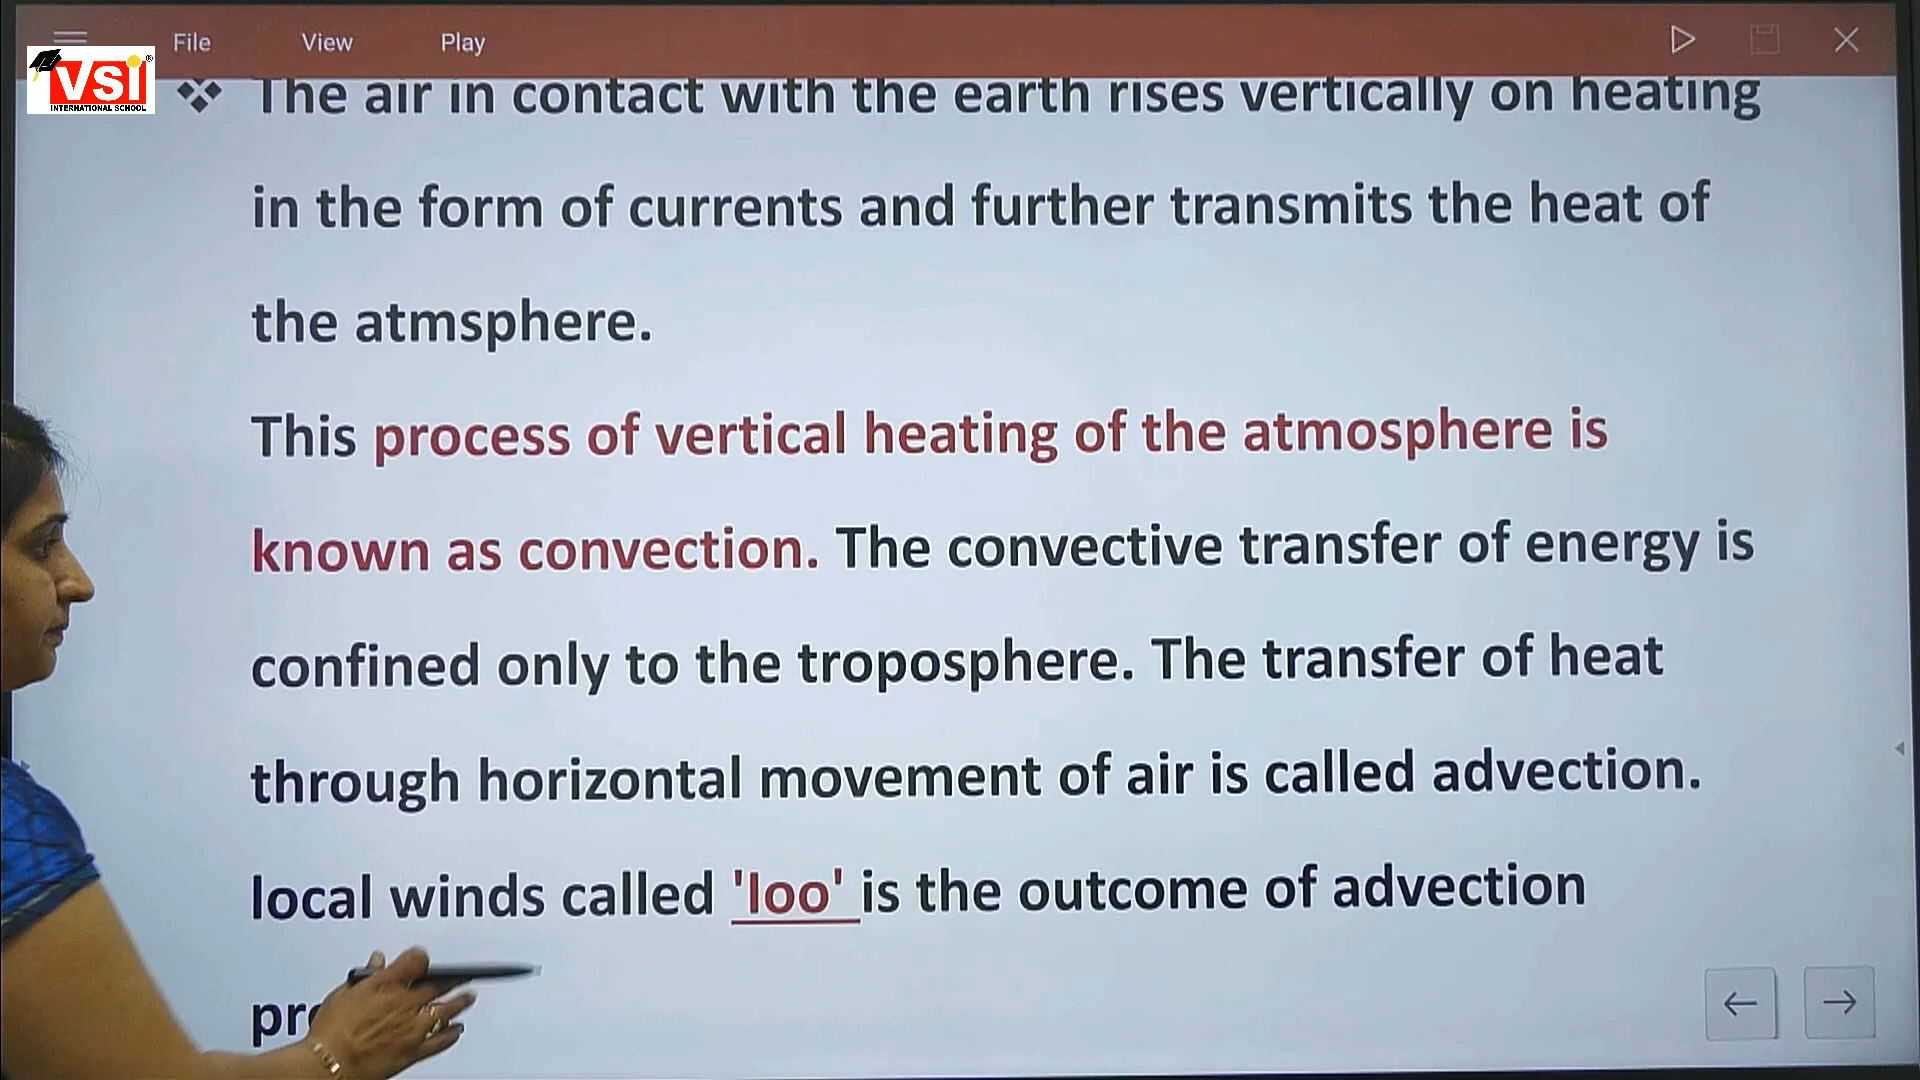 VSI
INTERNATIONAL SCHOOL
File View Play
❖ The air in contact with the earth rises vertically on heating
in the form of currents and further transmits the heat of
the atmsphere.
This process of vertical heating of the atmosphere is
known as convection. The convective transfer of energy is
confined only to the troposphere. The transfer of heat
through horizontal movement of air is called advection.
local winds called 'loo' is the outcome of advection